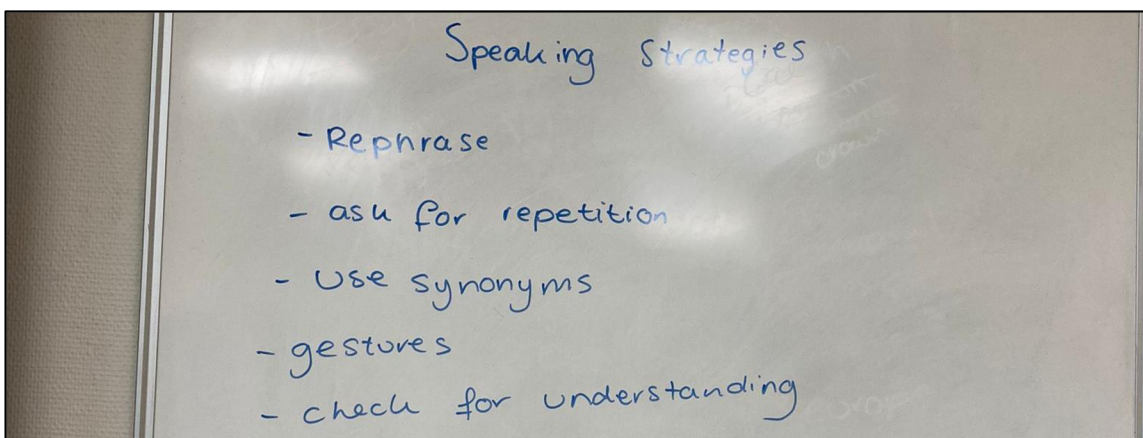 Speaking Strategies
- Rephrase
- ask for repetition
- Use synonyms
- gestures
- check for understanding